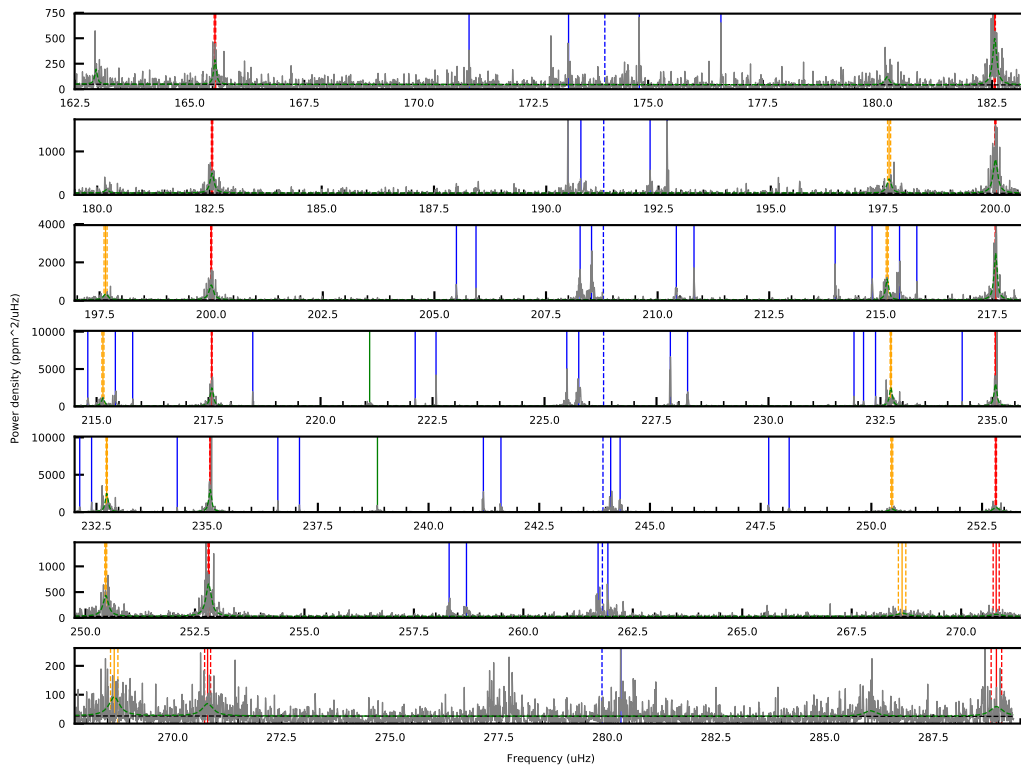 750
500
250
0
162.5 165.0 167.5 170.0 172.5 175.0 177.5 180.0 182.5
1000
0
180.0 182.5 185.0 187.5 190.0 192.5 195.0 197.5 200.0
4000
2000
0
197.5 200.0 202.5 205.0 207.5 210.0 212.5 215.0 217.5
10000
5000
0
215.0 217.5 220.0 222.5 225.0 227.5 230.0 232.5 235.0
Power density (ppm^2/uHz)
10000
5000
0
232.5 235.0 237.5 240.0 242.5 245.0 247.5 250.0 252.5
1000
500
0
250.0 252.5 255.0 257.5 260.0 262.5 265.0 267.5 270.0
200
100
0
270.0 272.5 275.0 277.5 280.0 282.5 285.0 287.5
Frequency (uHz)